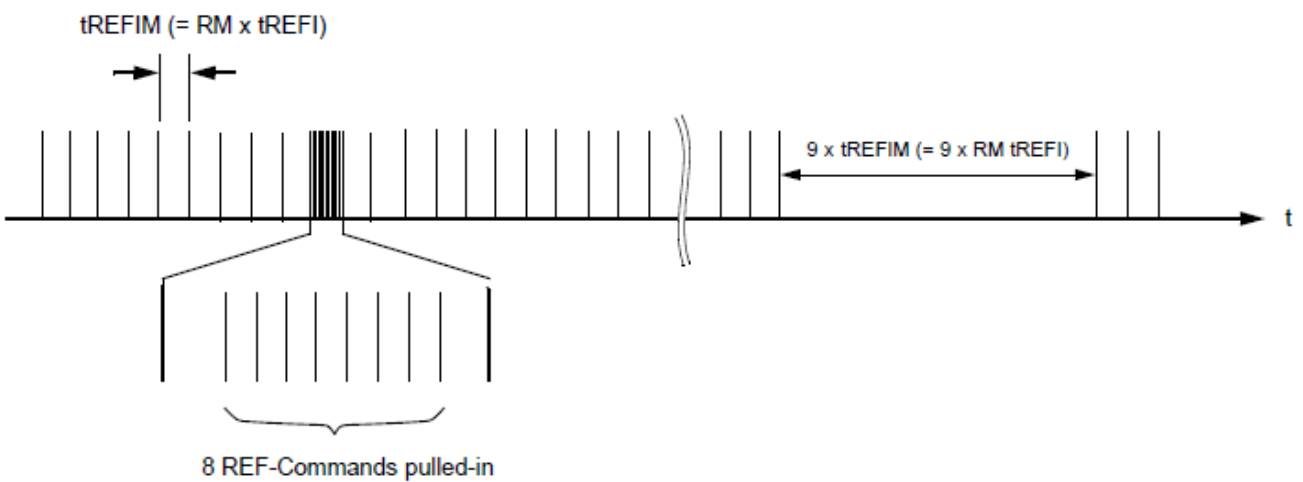 tREFIM (= RM x tREFI)
9 x tREFIM (= 9 x RM tREFI)
t
8 REF-Commands pulled-in